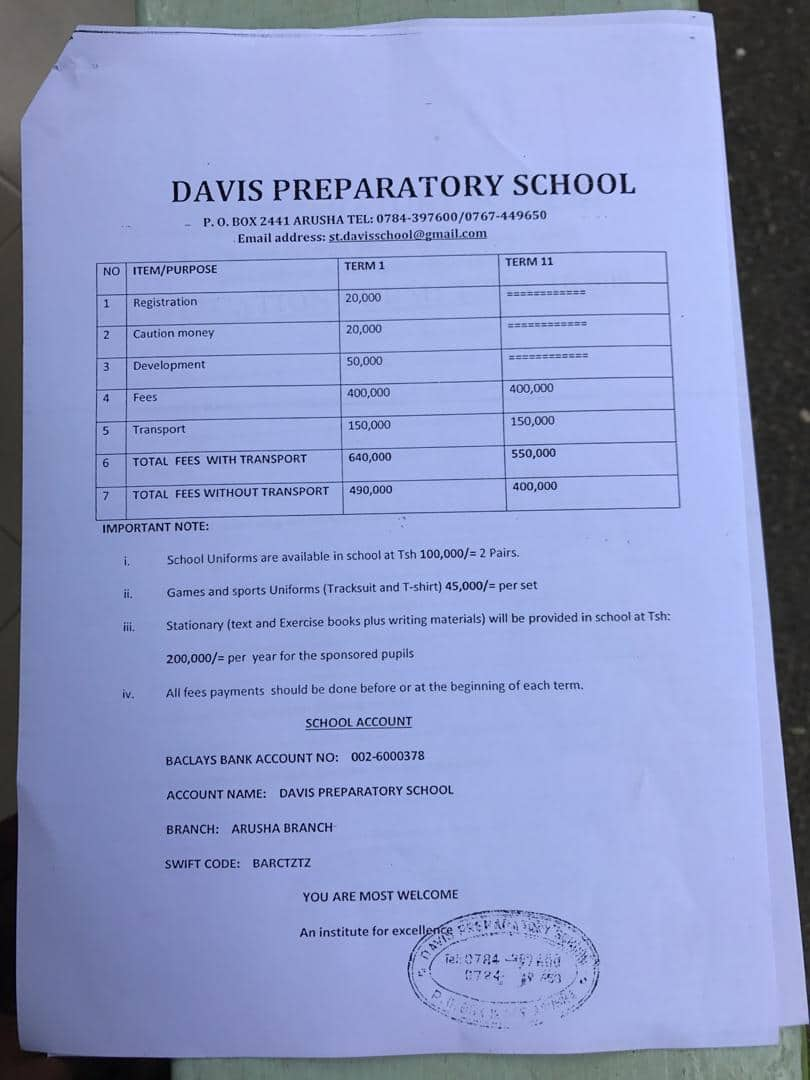 DAVIS PREPARATORY SCHOOL
P. O. BOX 2441 ARUSHA TEL: 0784-397600/0767-449650
Email address: st.davisschool@gmail.com
NO ITEM/PURPOSE TERM 1 TERM 11
1 Registration 20,000 ============
2 Caution money 20,000 ============
3 Development 50,000 ============
4 Fees 400,000 400,000
5 Transport 150,000 150,000
6 TOTAL FEES WITH TRANSPORT 640,000 550,000
7 TOTAL FEES WITHOUT TRANSPORT 490,000 400,000
IMPORTANT NOTE:
i. School Uniforms are available in school at Tsh 100,000/= 2 Pairs.
ii. Games and sports Uniforms (Tracksuit and T-shirt) 45,000/= per set
iii. Stationary (text and Exercise books plus writing materials) will be provided in school at Tsh:
200,000/= per year for the sponsored pupils
iv. All fees payments should be done before or at the beginning of each term.
SCHOOL ACCOUNT
BACLAYS BANK ACCOUNT NO: 002-6000378
ACCOUNT NAME: DAVIS PREPARATORY SCHOOL
BRANCH: ARUSHA BRANCH
SWIFT CODE: BARCTZTZ
YOU ARE MOST WELCOME
An institute for excellence
DAVIS PREPARATORY SCHOOL
Tel: 0784